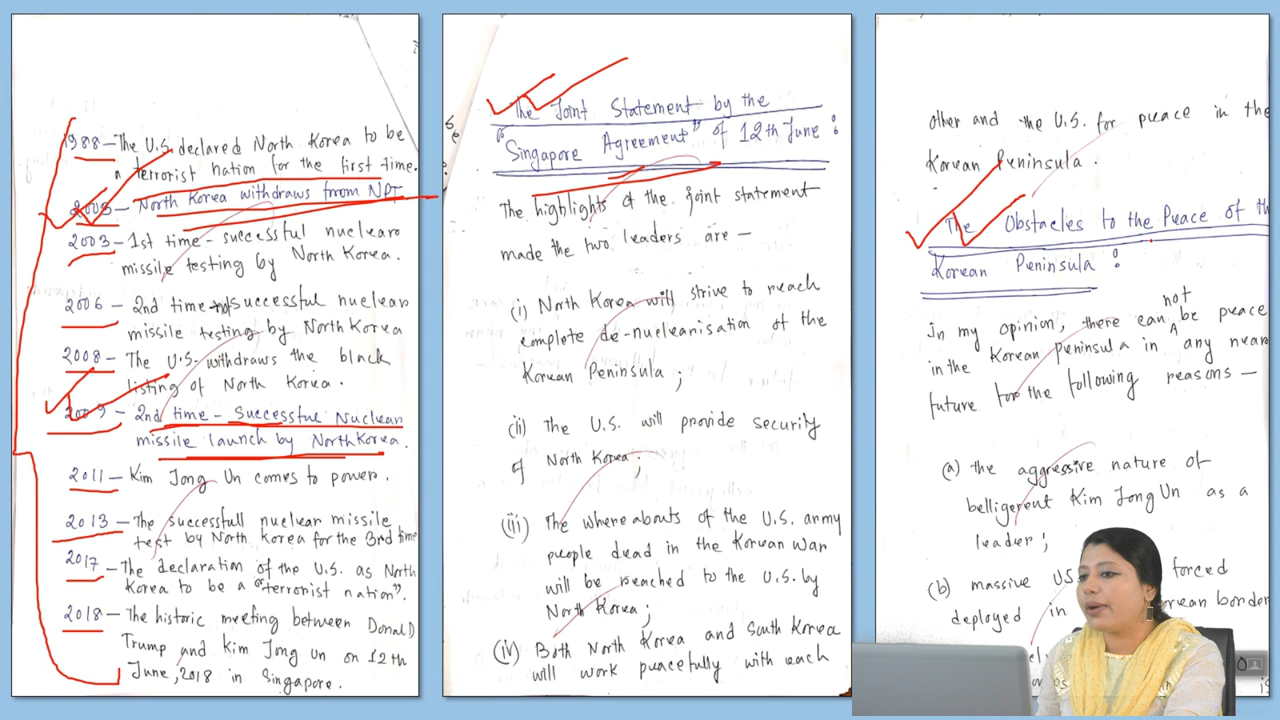 1988 - The U.S. declared North Korea to be
a terrorist nation for the first time.
2003 - North Korea withdraws from NPT
2003 - 1st time - successful nuclear
missile testing by North Korea.
2006 - 2nd time successful nuclear
missile testing by North Korea
2008 - The U.S. withdraws the black
listing of North Korea.
2009 - 2nd time - Successful Nuclear
missile launch by North Korea.
2011 - Kim Jong Un comes to power.
2013 - The successfull nuclear missile
test by North Korea for the 3rd time
2017 - The declaration of the U.S. as North
Korea to be a "terrorist nation".
2018 - The historic meeting between Donald
Trump and Kim Jong un on 12th
June, 2018 in Singapore.
The Joint Statement by the
"Singapore Agreement" of 12th June :
The highlights of the joint statement
made the two leaders are —
(i) North Korea will strive to reach
complete de-nuclearisation of the
Korean Peninsula ;
(ii) The U.S. will provide security
of North Korea ;
(iii) The whereabouts of the U.S. army
people dead in the Korean War
will be reached to the U.S. by
North Korea ;
(iv) Both North Korea and South Korea
will work peacefully with each
other and the U.S. for peace in the
Korean Peninsula .
The Obstacles to the Peace of th
Korean Peninsula :
In my opinion, there can not be peace
in the Korean peninsula in any near
future for the following reasons —
(a) the aggressive nature of
belligerent Kim Jong Un as a
leader ;
(b) massive US forced
deployed in rean border